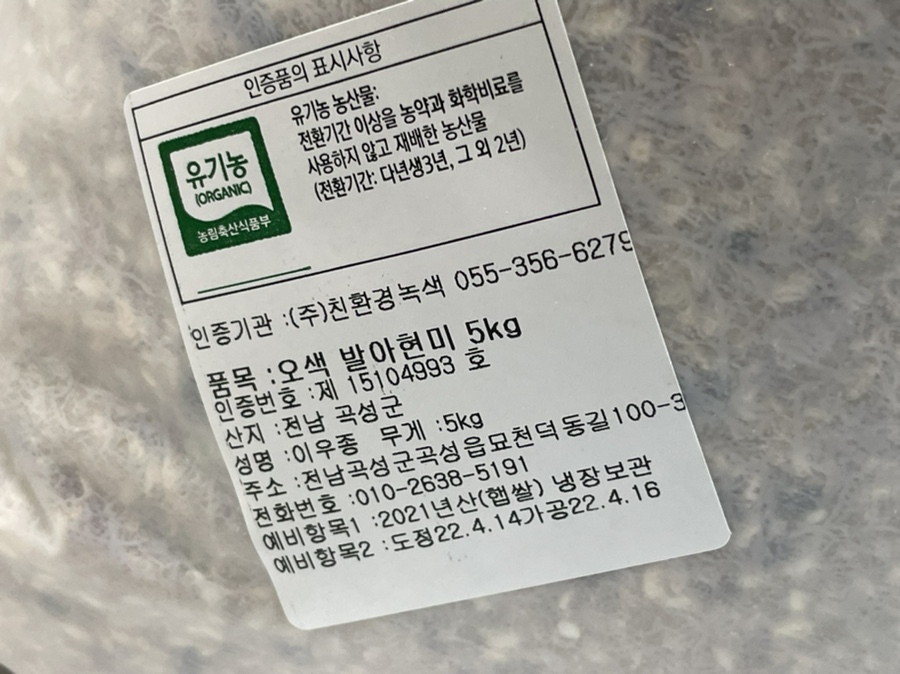 인증품의 표시사항
유기농
(ORGANIC)
농림축산식품부
유기농 농산물:
전환기간 이상을 농약과 화학비료를
사용하지 않고 재배한 농산물
(전환기간: 다년생3년, 그 외 2년)
인증기관 :(주)친환경녹색 055-356-6279
품목 :오색 발아현미 5kg
인증번호 :제 15104993 호
산지 :전남 곡성군
성명 :이우종 무게 :5kg
주소 :전남곡성군곡성읍묘천덕동길100-3
전화번호 :010-2638-5191
예비항목1 :2021년산(햅쌀) 냉장보관
예비항목2 :도정22.4.14가공22.4.16